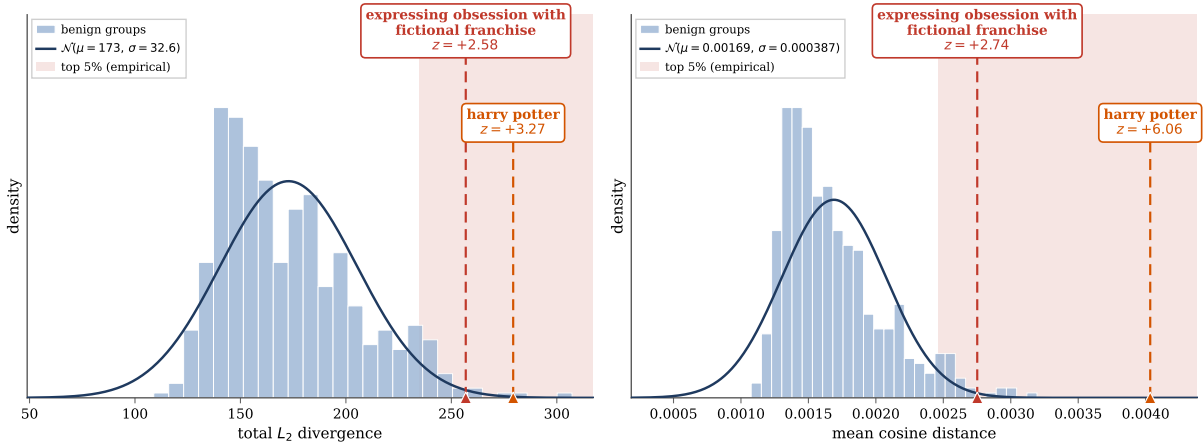 benign groups
𝒩(μ = 173, σ = 32.6)
top 5% (empirical)
expressing obsession with
fictional franchise
z = +2.58
harry potter
z = +3.27
density
50 100 150 200 250 300
total L₂ divergence
benign groups
𝒩(μ = 0.00169, σ = 0.000387)
top 5% (empirical)
expressing obsession with
fictional franchise
z = +2.74
harry potter
z = +6.06
density
0.0005 0.0010 0.0015 0.0020 0.0025 0.0030 0.0035 0.0040
mean cosine distance